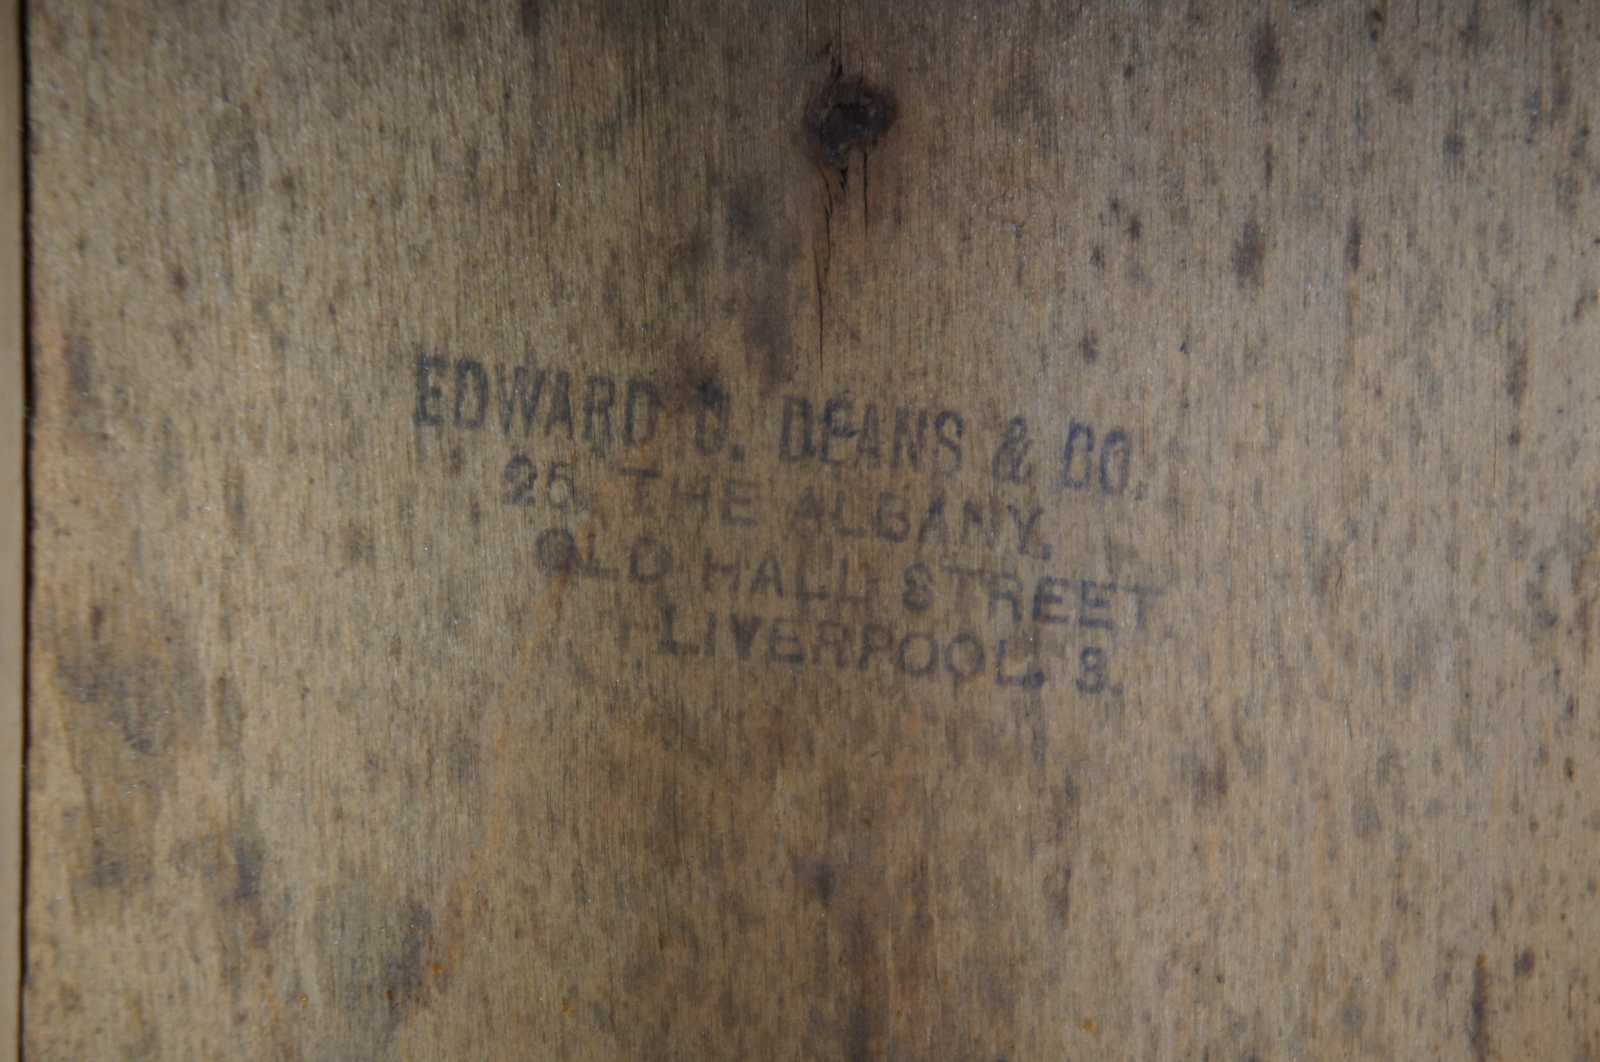 EDWARD C. DEANS & CO.
25, THE ALBANY,
OLD HALL STREET
LIVERPOOL, 3.